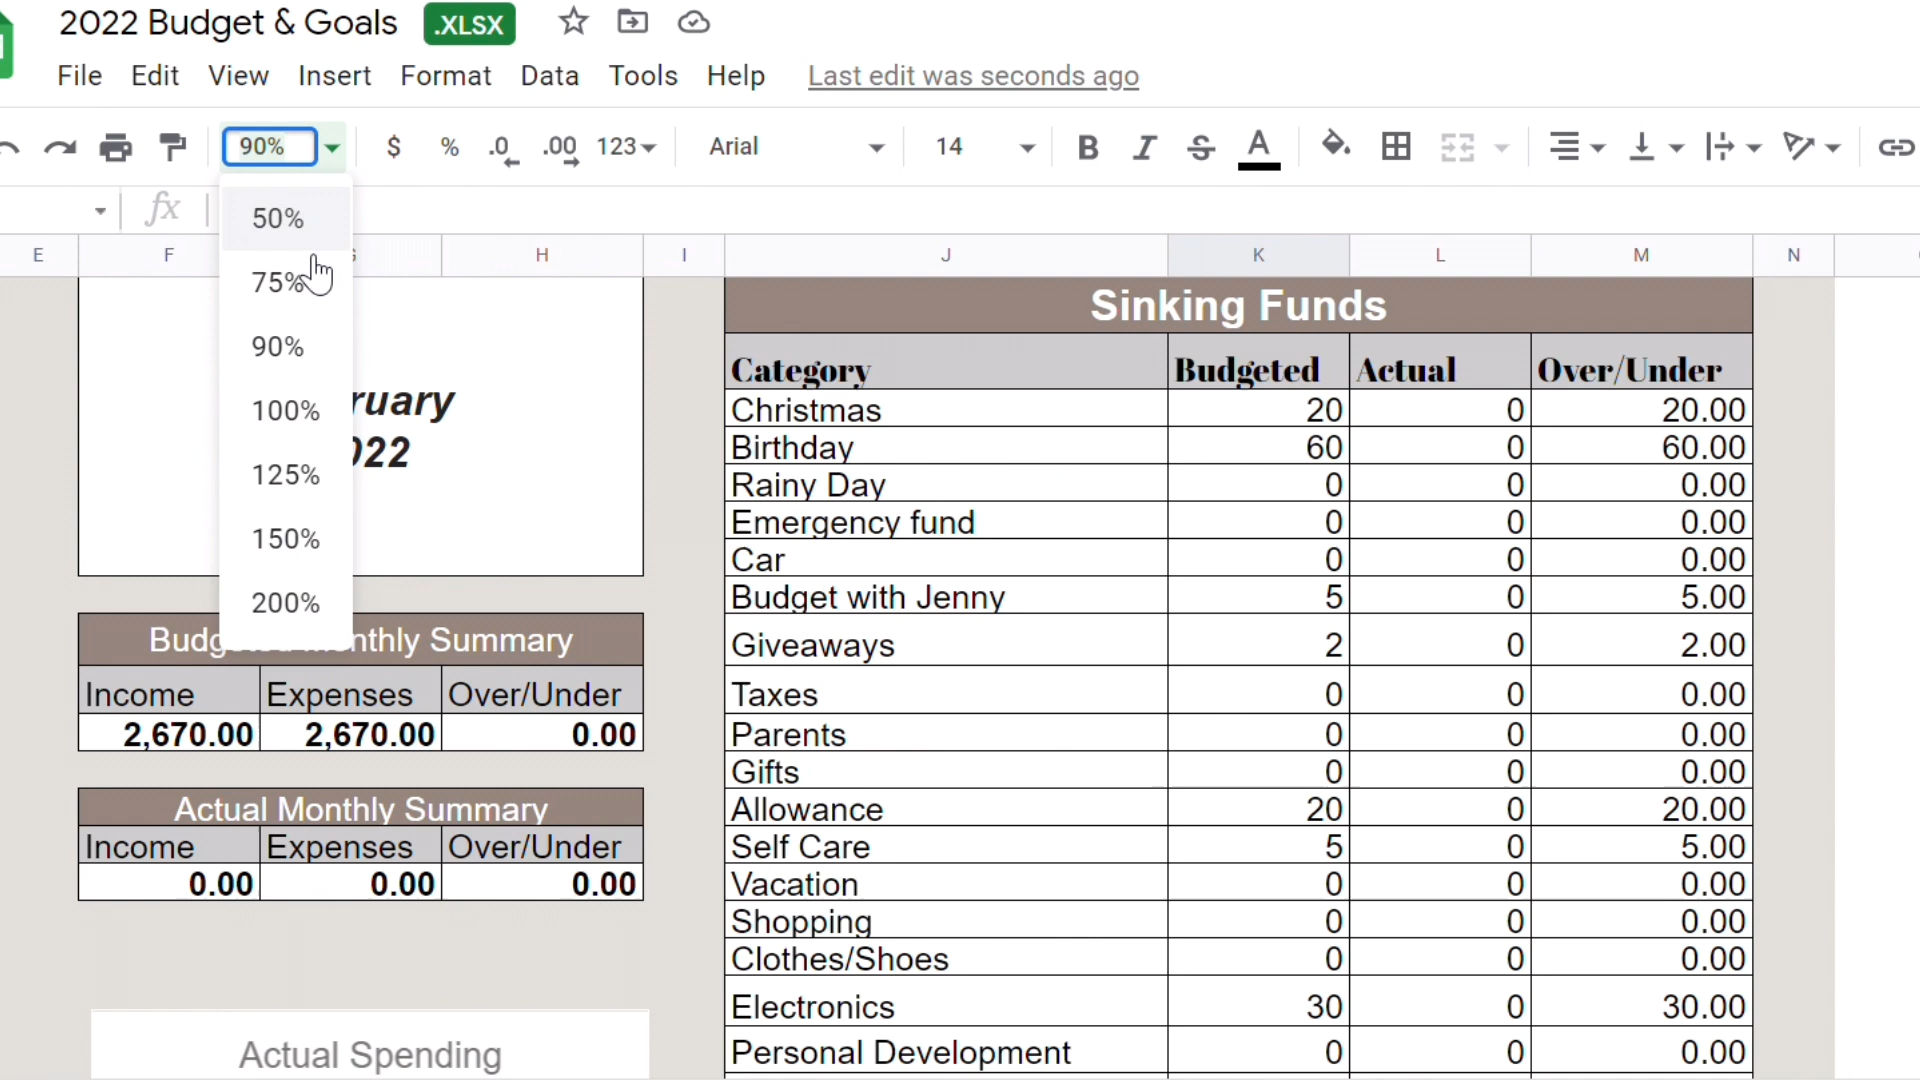 2022 Budget & Goals .XLSX
File Edit View Insert Format Data Tools Help Last edit was seconds ago
90% $ % .0 .00 123 Arial 14 B I S A
fx
50%
75%
90%
100%
125%
150%
200%
E F H I J K L M N
ruary
022
Budg nthly Summary
Income Expenses Over/Under
2,670.00 2,670.00 0.00
Actual Monthly Summary
Income Expenses Over/Under
0.00 0.00 0.00
Actual Spending
Sinking Funds
Category Budgeted Actual Over/Under
Christmas 20 0 20.00
Birthday 60 0 60.00
Rainy Day 0 0 0.00
Emergency fund 0 0 0.00
Car 0 0 0.00
Budget with Jenny 5 0 5.00
Giveaways 2 0 2.00
Taxes 0 0 0.00
Parents 0 0 0.00
Gifts 0 0 0.00
Allowance 20 0 20.00
Self Care 5 0 5.00
Vacation 0 0 0.00
Shopping 0 0 0.00
Clothes/Shoes 0 0 0.00
Electronics 30 0 30.00
Personal Development 0 0 0.00